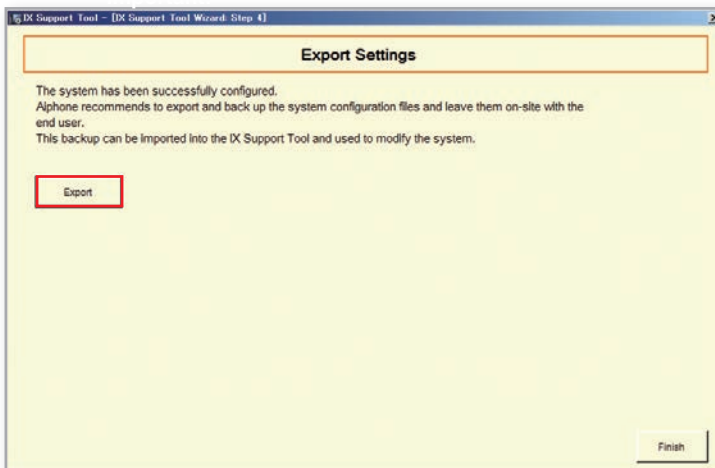 IX Support Tool - [IX Support Tool Wizard: Step 4]
Export Settings
The system has been successfully configured.
Aiphone recommends to export and back up the system configuration files and leave them on-site with the
end user.
This backup can be imported into the IX Support Tool and used to modify the system.
Export
Finish